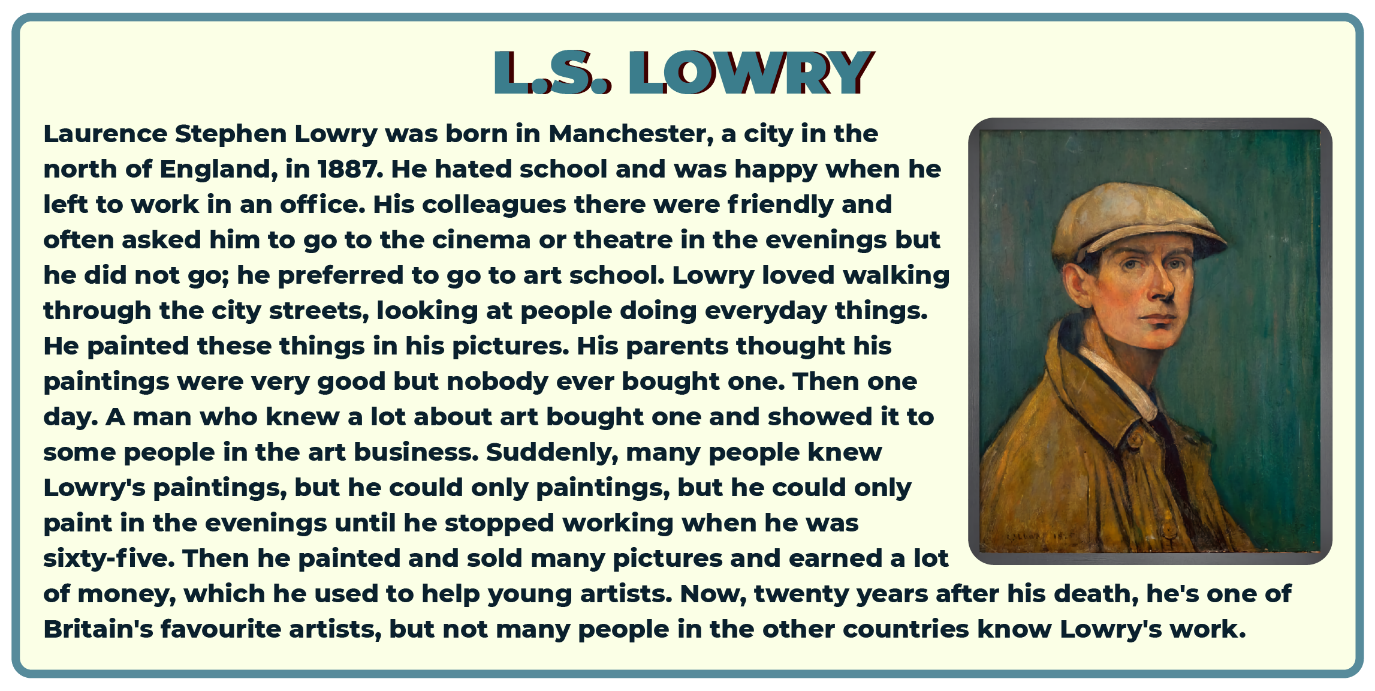 L.S. LOWRY
Laurence Stephen Lowry was born in Manchester, a city in the
north of England, in 1887. He hated school and was happy when he
left to work in an office. His colleagues there were friendly and
often asked him to go to the cinema or theatre in the evenings but
he did not go; he preferred to go to art school. Lowry loved walking
through the city streets, looking at people doing everyday things.
He painted these things in his pictures. His parents thought his
paintings were very good but nobody ever bought one. Then one
day. A man who knew a lot about art bought one and showed it to
some people in the art business. Suddenly, many people knew
Lowry's paintings, but he could only paintings, but he could only
paint in the evenings until he stopped working when he was
sixty-five. Then he painted and sold many pictures and earned a lot
of money, which he used to help young artists. Now, twenty years after his death, he's one of
Britain's favourite artists, but not many people in the other countries know Lowry's work.